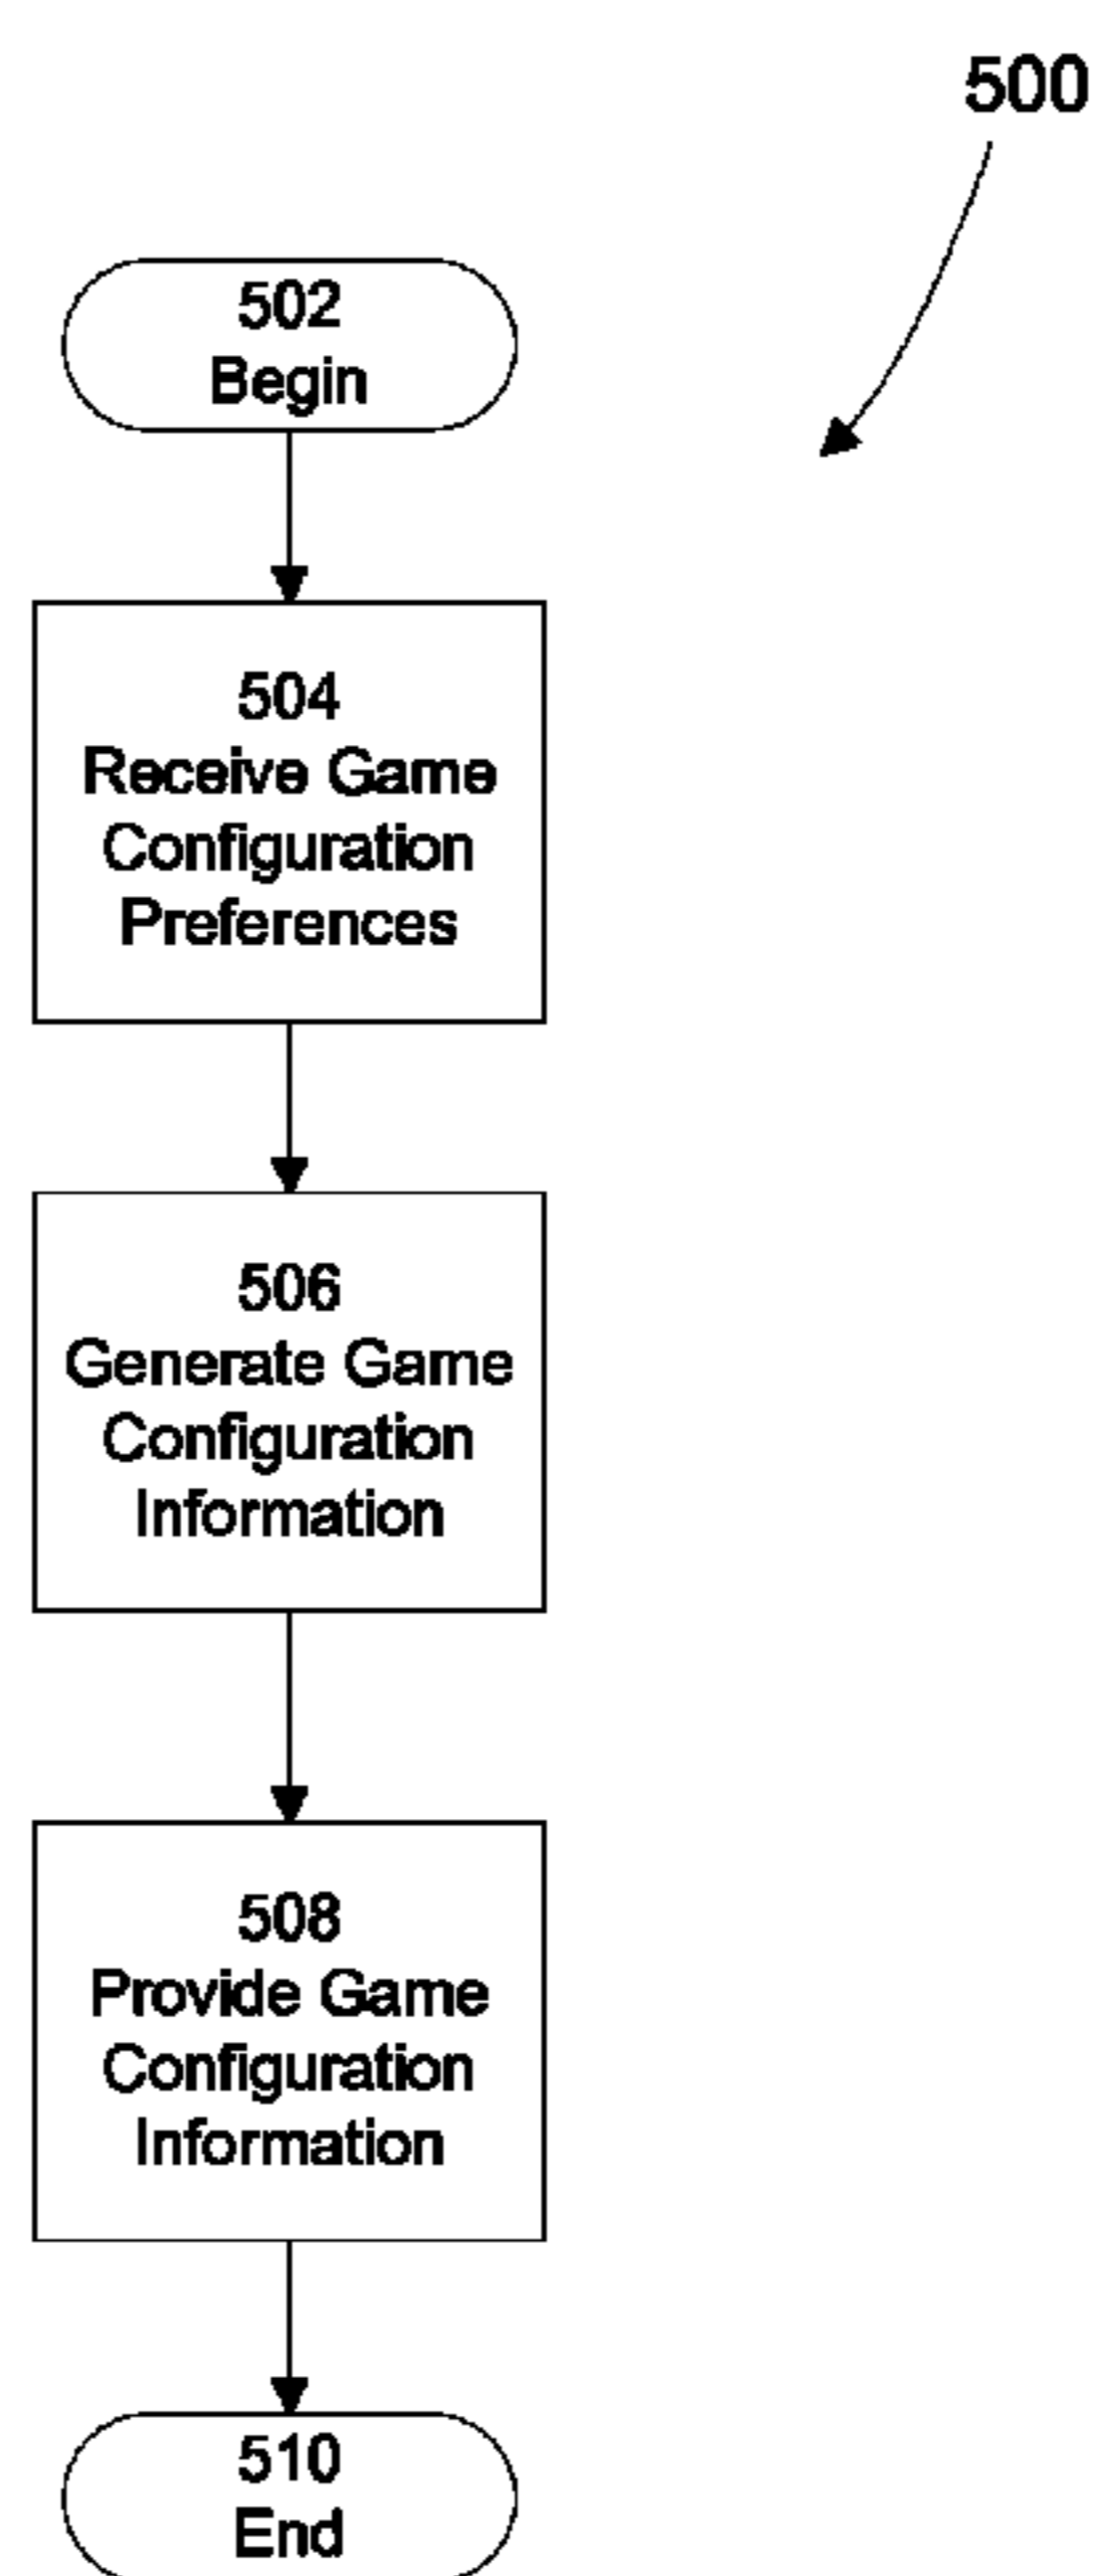 500
502
Begin
504
Receive Game
Configuration
Preferences
506
Generate Game
Configuration
Information
508
Provide Game
Configuration
Information
510
End